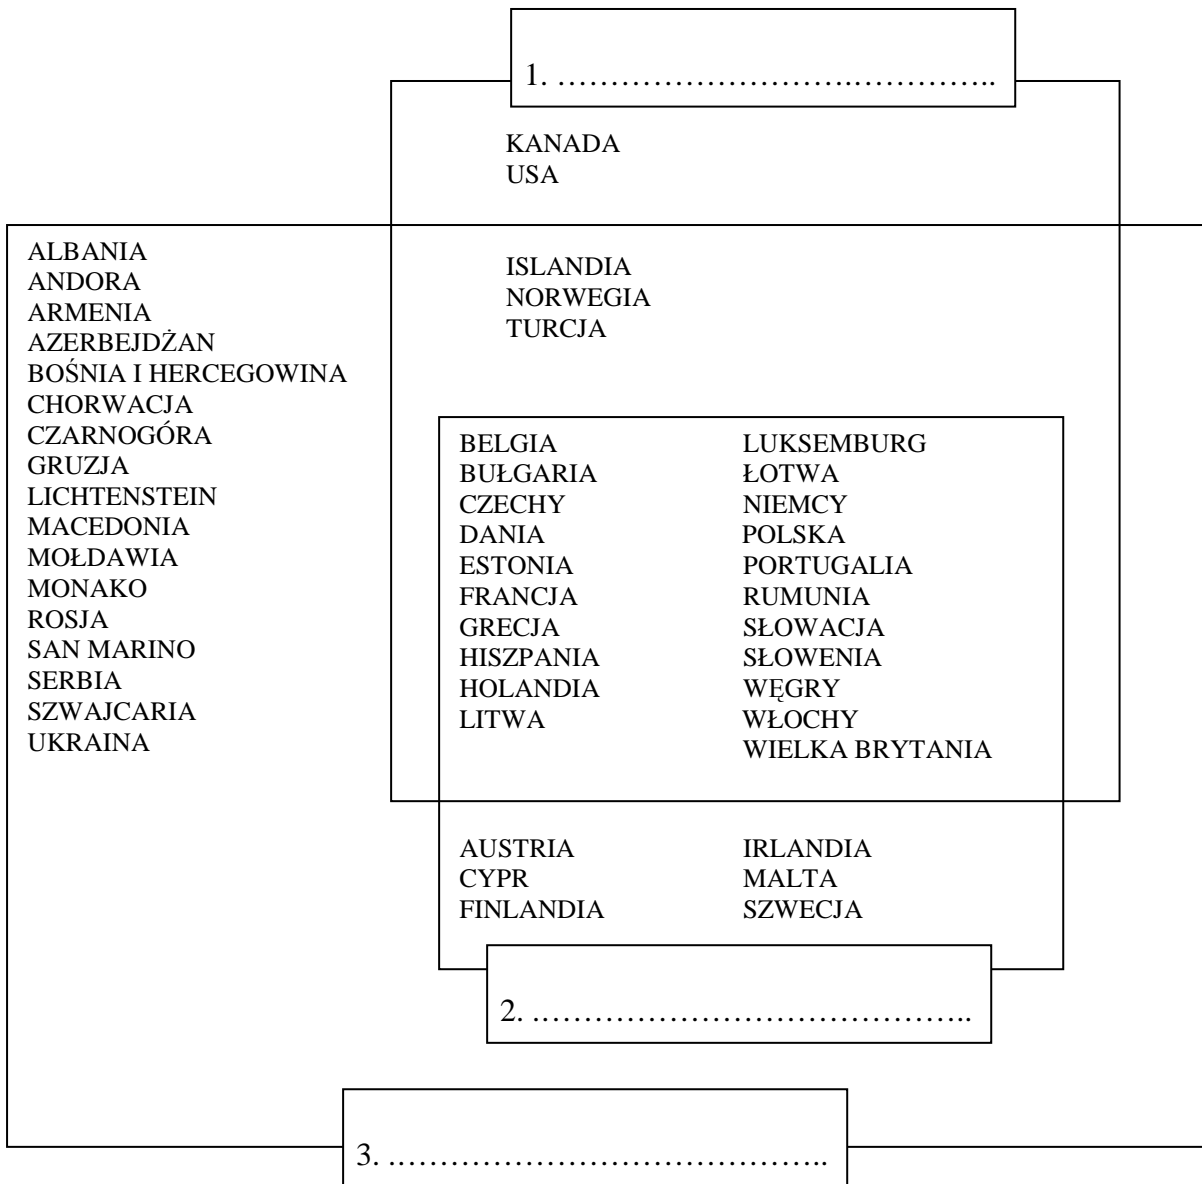 1. ……………………….…………..
KANADA
USA
ALBANIA
ANDORA
ARMENIA
AZERBEJDŻAN
BOŚNIA I HERCEGOWINA
CHORWACJA
CZARNOGÓRA
GRUZJA
LICHTENSTEIN
MACEDONIA
MOŁDAWIA
MONAKO
ROSJA
SAN MARINO
SERBIA
SZWAJCARIA
UKRAINA
ISLANDIA
NORWEGIA
TURCJA
BELGIA
BUŁGARIA
CZECHY
DANIA
ESTONIA
FRANCJA
GRECJA
HISZPANIA
HOLANDIA
LITWA
LUKSEMBURG
ŁOTWA
NIEMCY
POLSKA
PORTUGALIA
RUMUNIA
SŁOWACJA
SŁOWENIA
WĘGRY
WŁOCHY
WIELKA BRYTANIA
AUSTRIA
CYPR
FINLANDIA
IRLANDIA
MALTA
SZWECJA
2. ……………………………………..
3. ……………………………………..